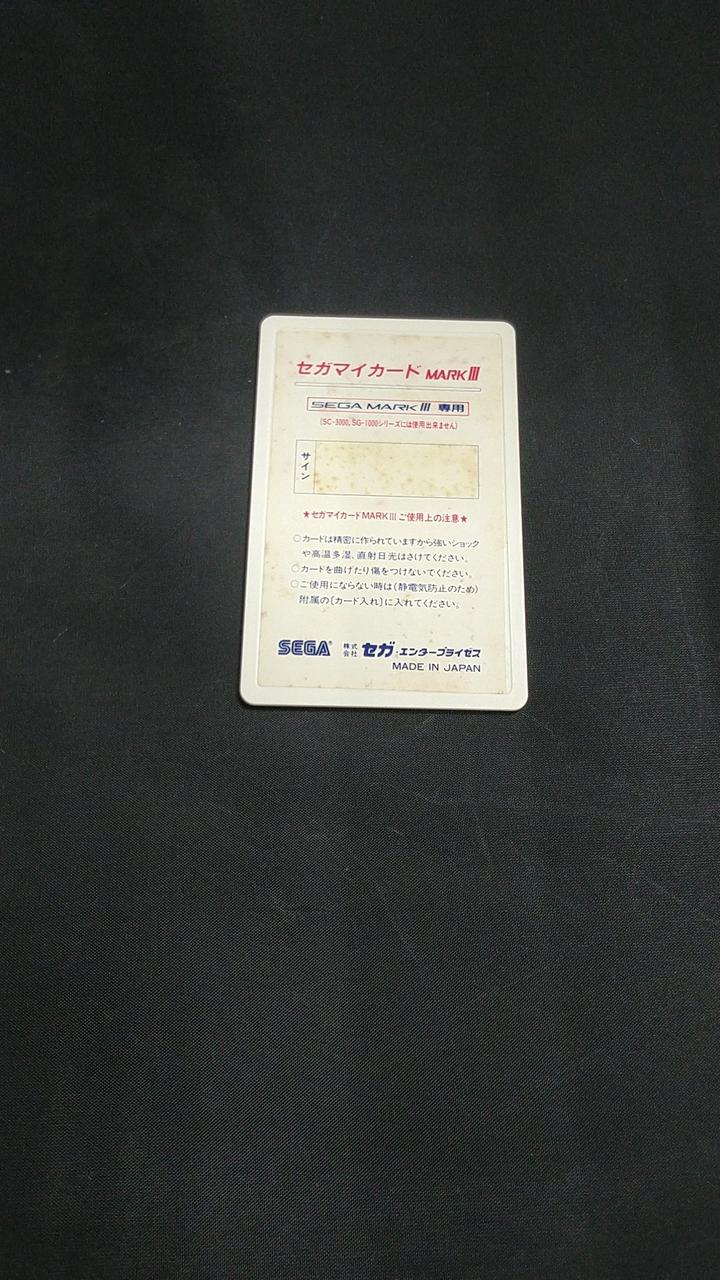 セガマイカード MARK III
SEGA MARK III 専用
(SC-3000, SG-1000シリーズには使用出来ません)
サイン
★セガマイカードMARK III ご使用上の注意★
○カードは精密に作られていますから強いショック
や高温多湿、直射日光はさけてください。
○カードを曲げたり傷をつけないでください。
○ご使用にならない時は(静電気防止のため)
附属の〔カード入れ〕に入れてください。
SEGA® 株式会社 セガ・エンタープライゼス
MADE IN JAPAN